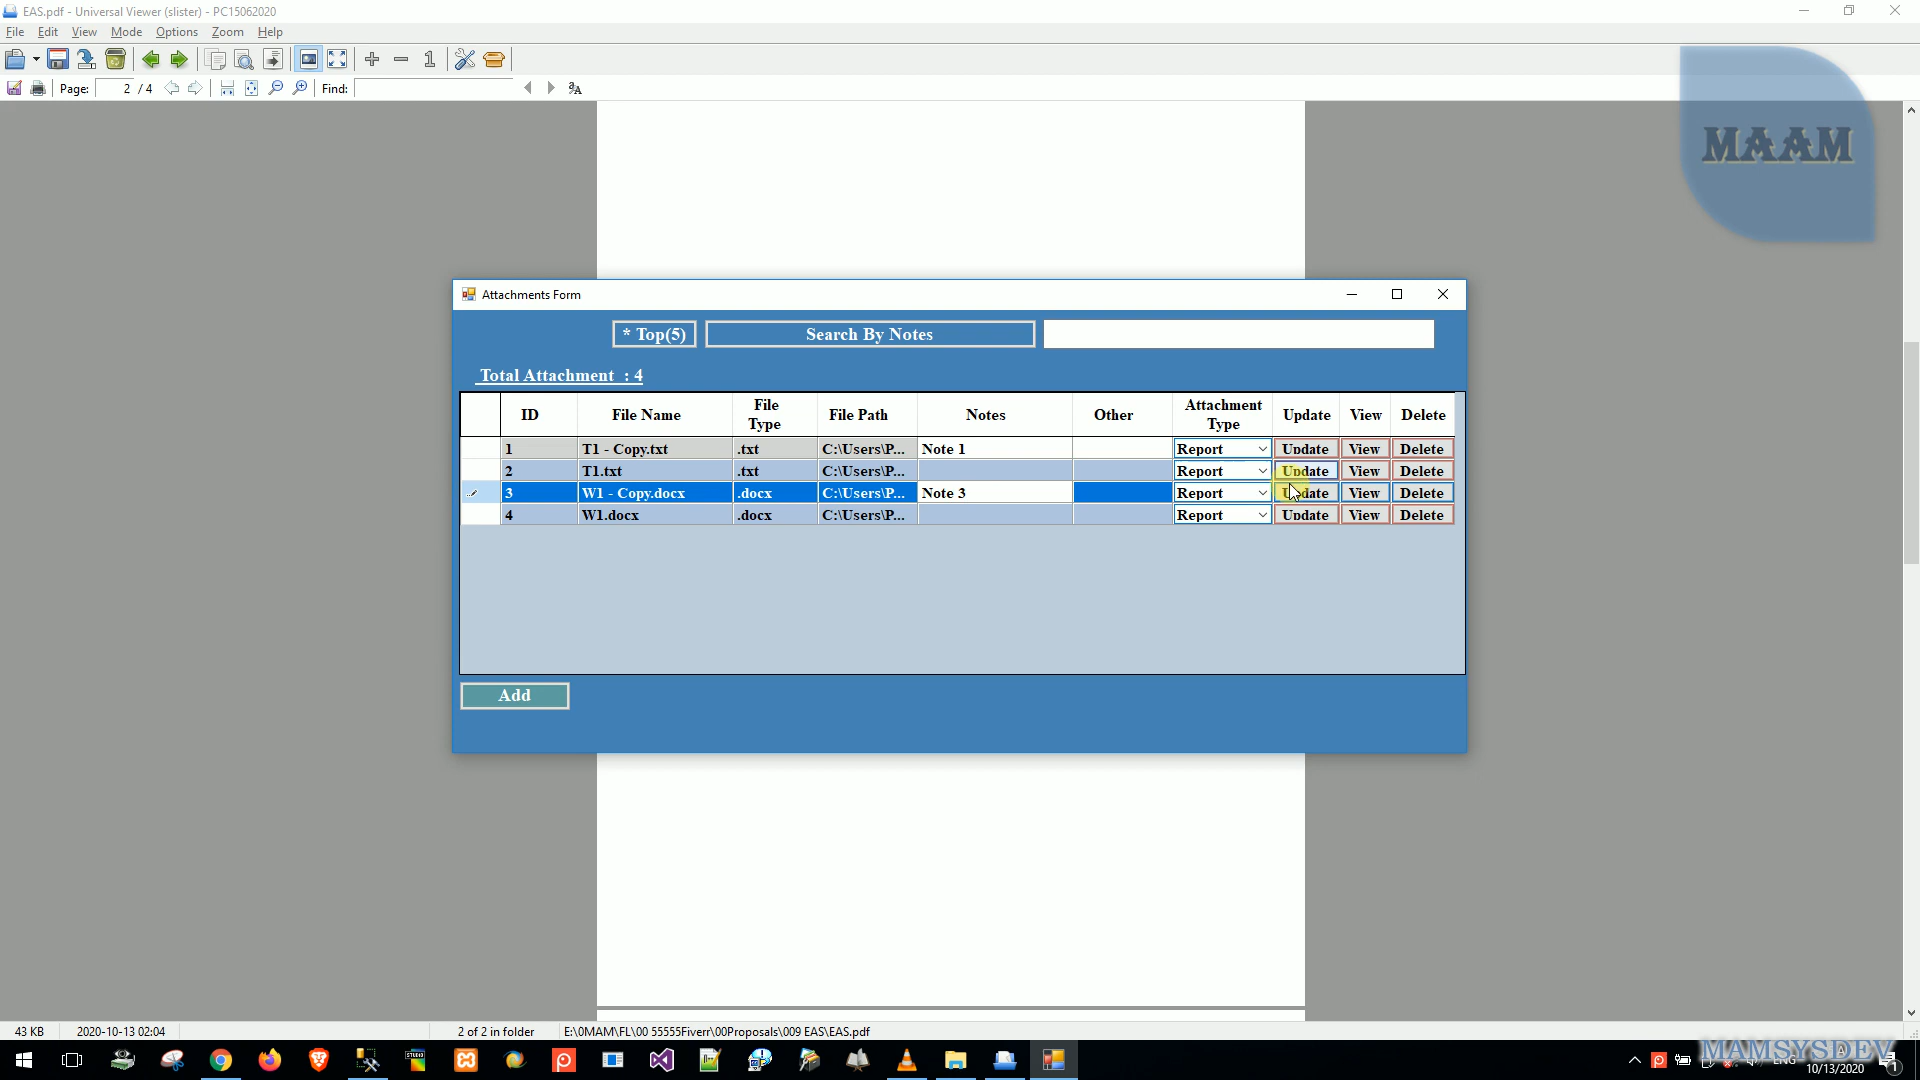 EAS.pdf - Universal Viewer (slister) - PC15062020
File Edit View Mode Options Zoom Help
Page: 2 / 4 Find:
MAAM
Attachments Form
* Top(5) Search By Notes
Total Attachment : 4
ID File Name File Type File Path Notes Other Attachment Type Update View Delete
1 T1 - Copy.txt .txt C:\Users\P... Note 1 Report Update View Delete
2 T1.txt .txt C:\Users\P... Report Update View Delete
3 W1 - Copy.docx .docx C:\Users\P... Note 3 Report Update View Delete
4 W1.docx .docx C:\Users\P... Report Update View Delete
Add
43 KB 2020-10-13 02:04 2 of 2 in folder E:\0MAM\FL\00 55555Fiverr\00Proposals\009 EAS\EAS.pdf
STUDIO
MAMSYSDEV
ENG
10/13/2020
1